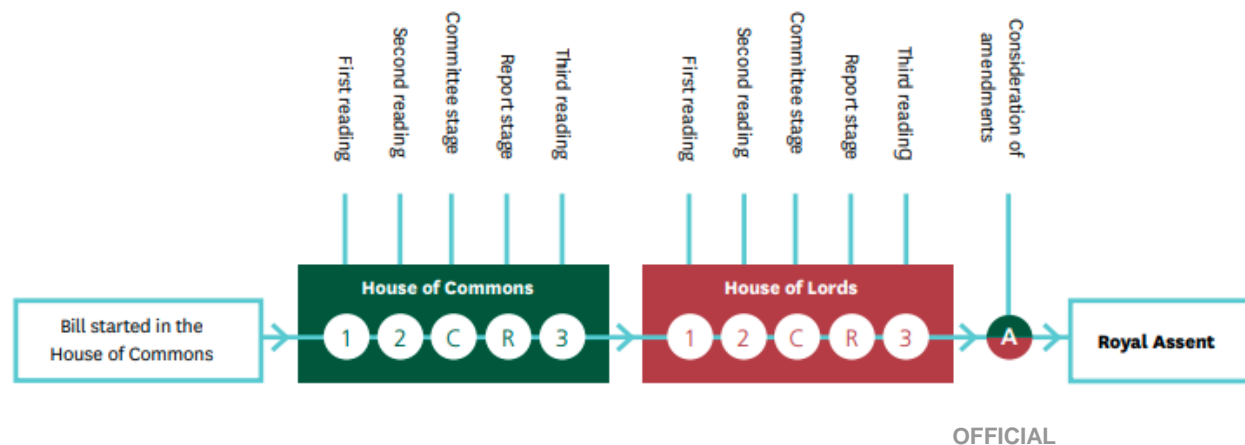 First reading
Second reading
Committee stage
Report stage
Third reading
First reading
Second reading
Committee stage
Report stage
Third reading
Consideration of
amendments
House of Commons
House of Lords
Bill started in the
House of Commons
1 2 C R 3
1 2 C R 3
A
Royal Assent
OFFICIAL